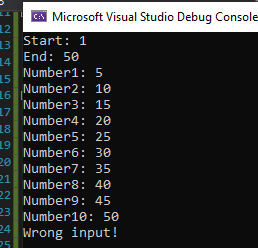 Microsoft Visual Studio Debug Console
Start: 1
End: 50
Number1: 5
Number2: 10
Number3: 15
Number4: 20
Number5: 25
Number6: 30
Number7: 35
Number8: 40
Number9: 45
Number10: 50
Wrong input!